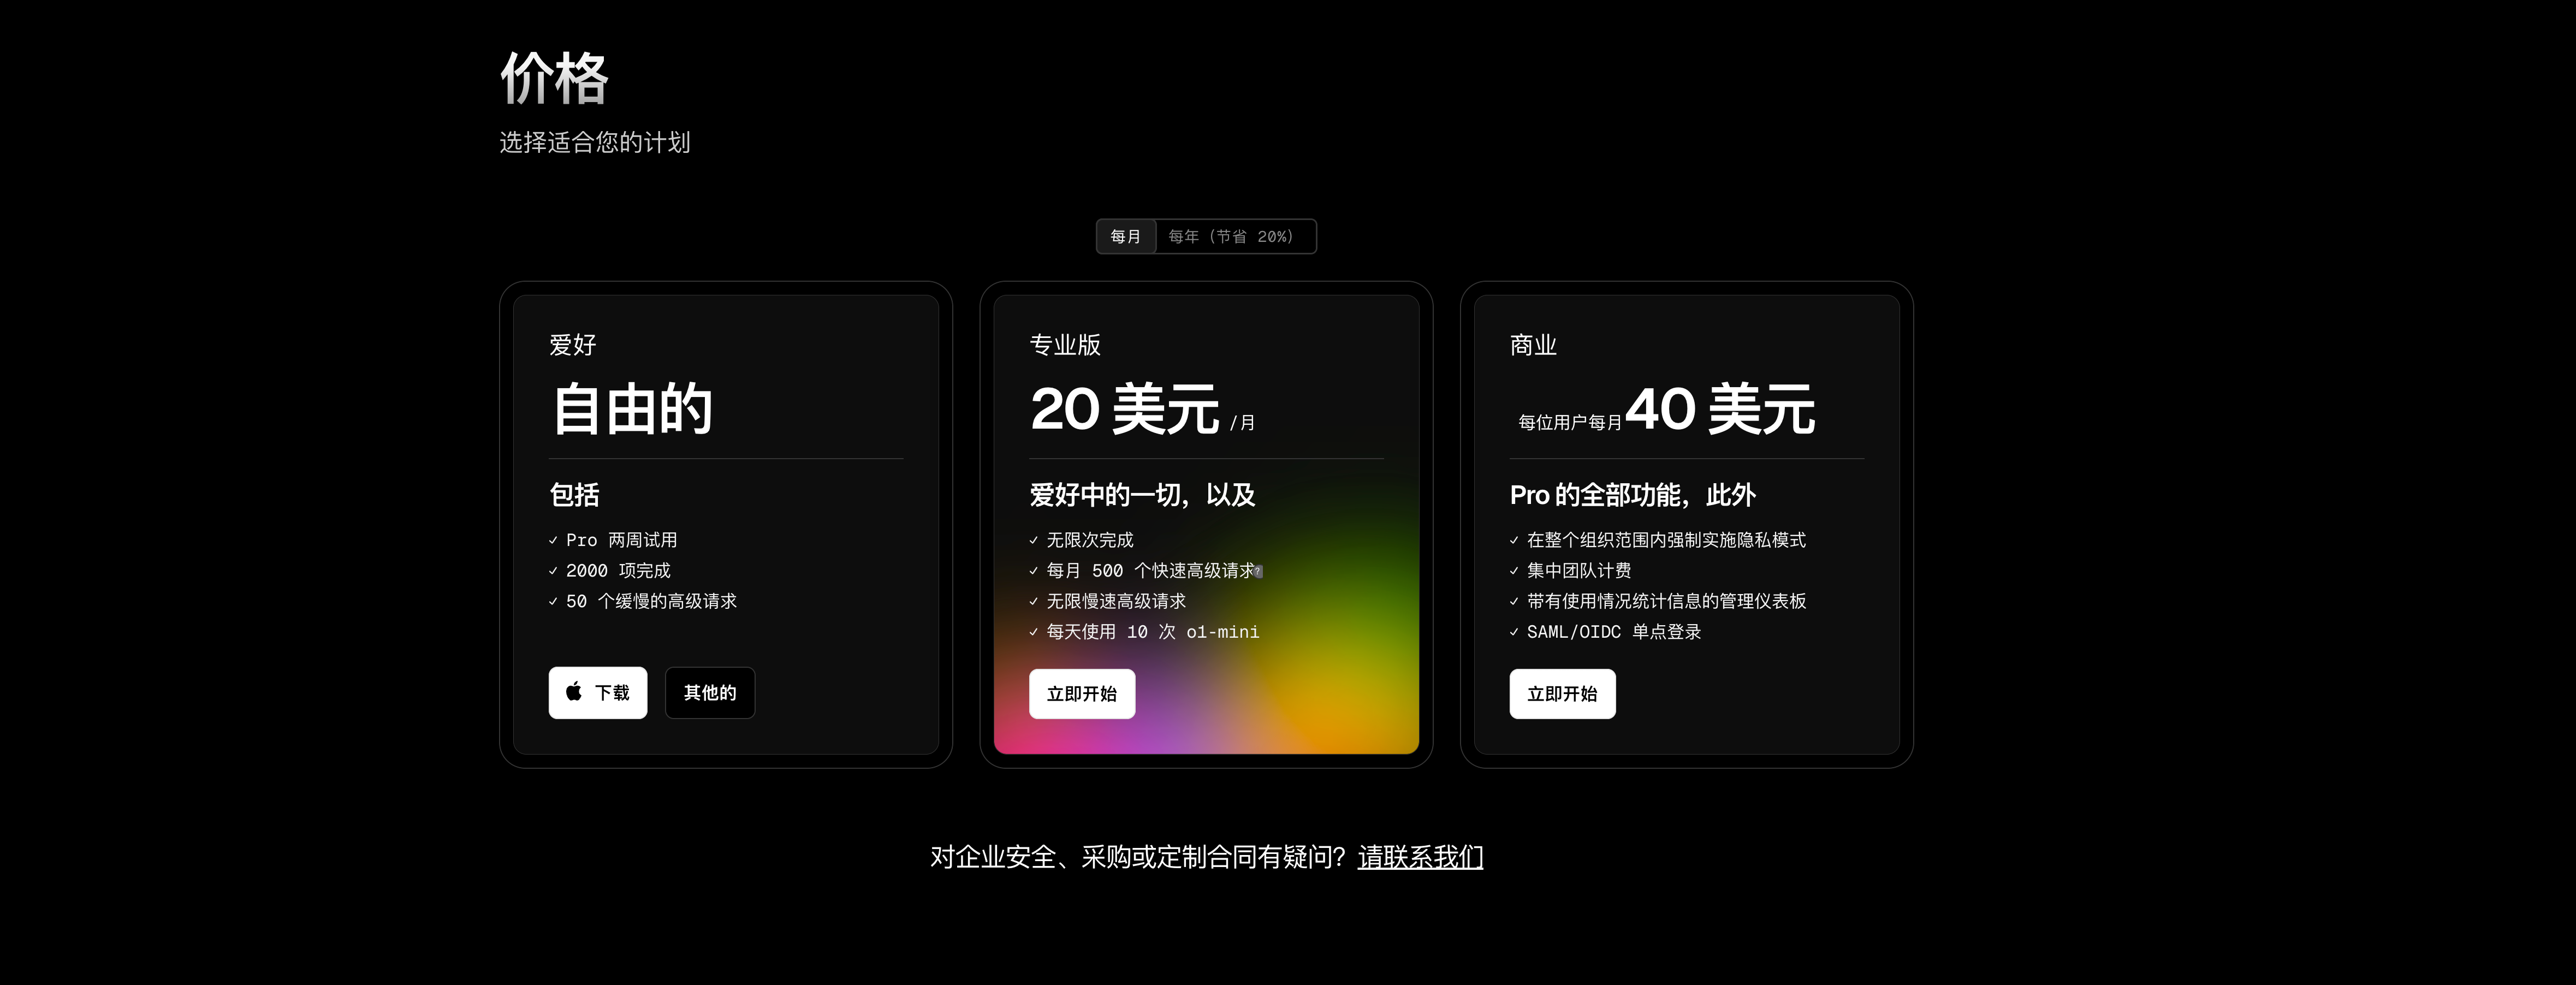 价格
选择适合您的计划
每月
每年（节省 20%）
爱好
自由的
包括
✓ Pro 两周试用
✓ 2000 项完成
✓ 50 个缓慢的高级请求
下载
其他的
专业版
20 美元 /月
爱好中的一切，以及
✓ 无限次完成
✓ 每月 500 个快速高级请求?
✓ 无限慢速高级请求
✓ 每天使用 10 次 o1-mini
立即开始
商业
每位用户每月40 美元
Pro 的全部功能，此外
✓ 在整个组织范围内强制实施隐私模式
✓ 集中团队计费
✓ 带有使用情况统计信息的管理仪表板
✓ SAML/OIDC 单点登录
立即开始
对企业安全、采购或定制合同有疑问？请联系我们